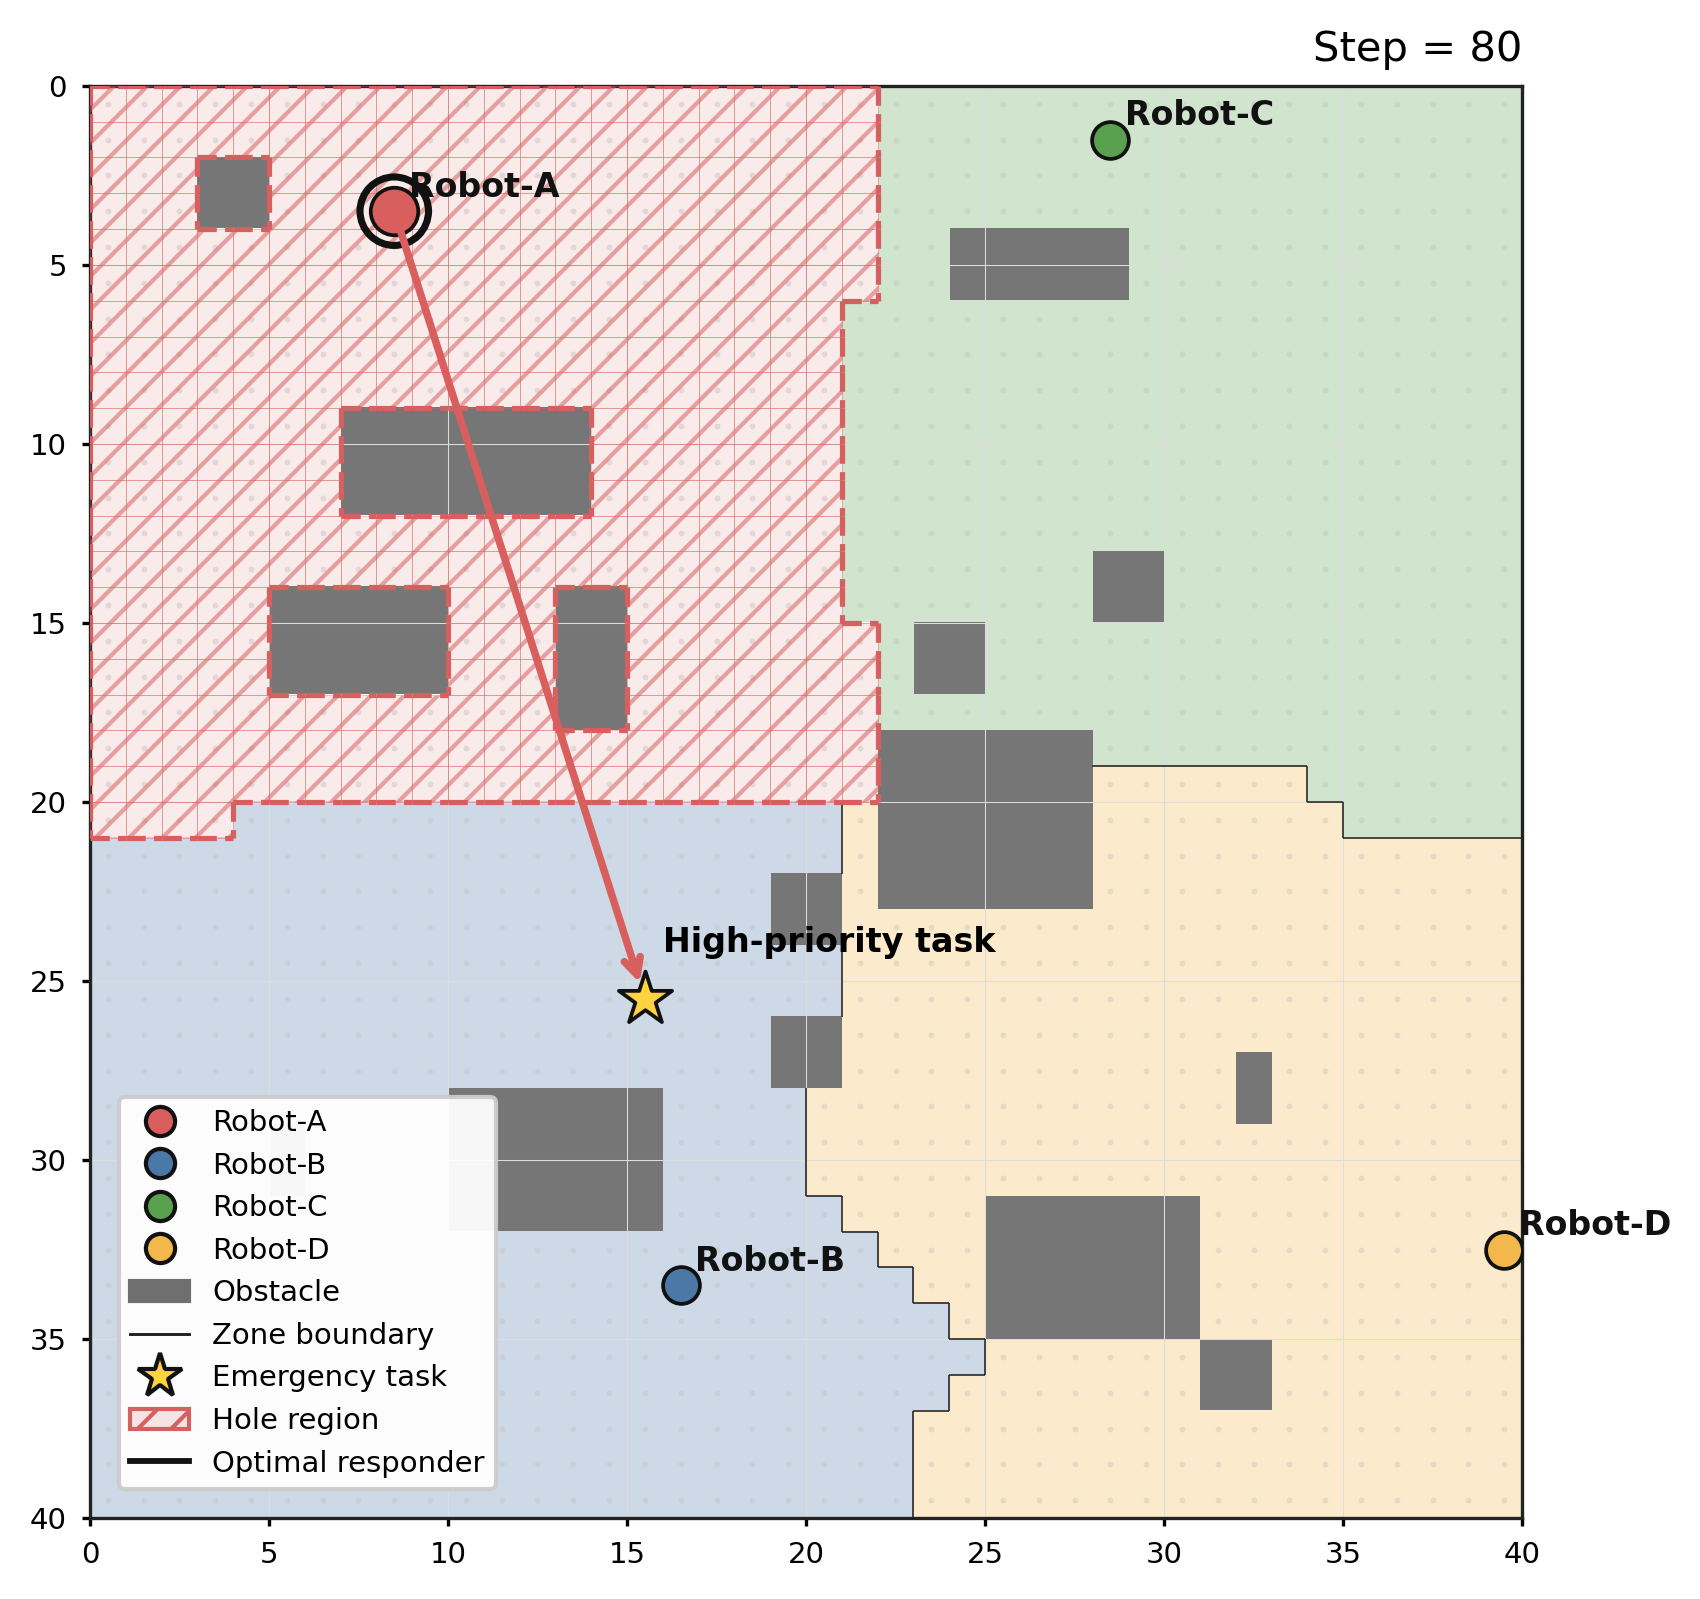 Step = 80
Robot-C
Robot-A
High-priority task
Robot-D
Robot-B
Robot-A
Robot-B
Robot-C
Robot-D
Obstacle
Zone boundary
Emergency task
Hole region
Optimal responder
0
5
10
15
20
25
30
35
40
0
5
10
15
20
25
30
35
40